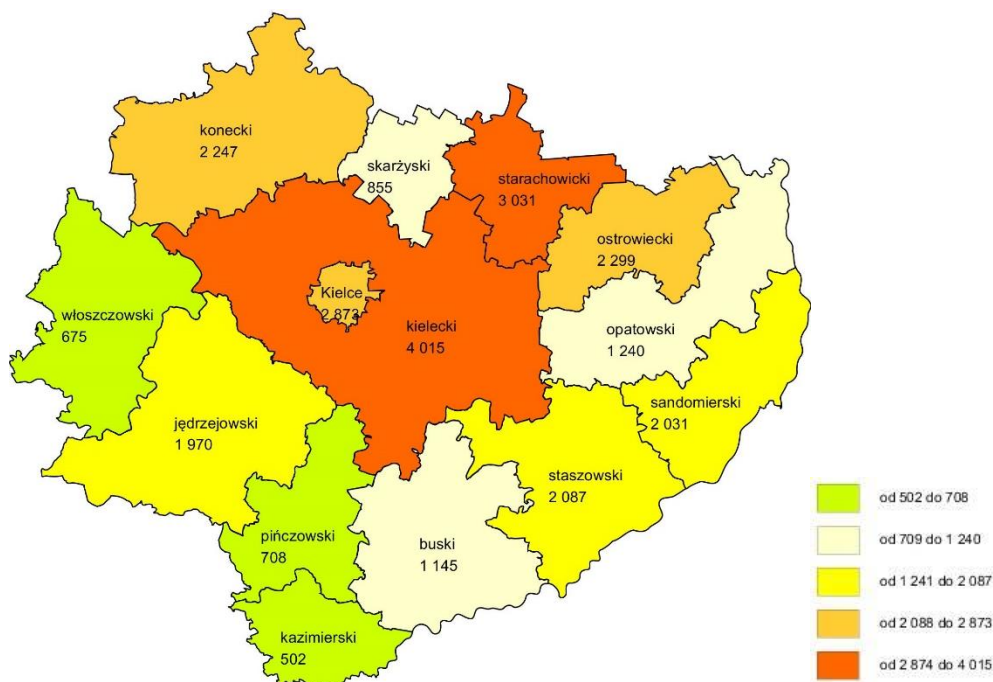 konecki
2 247
skarżyski
855
starachowicki
3 031
ostrowiecki
2 299
Kielce
2 873
włoszczowski
675
kielecki
4 015
opatowski
1 240
sandomierski
2 031
jędrzejowski
1 970
staszowski
2 087
pińczowski
708
buski
1 145
kazimierski
502
od 502 do 708
od 709 do 1 240
od 1 241 do 2 087
od 2 088 do 2 873
od 2 874 do 4 015